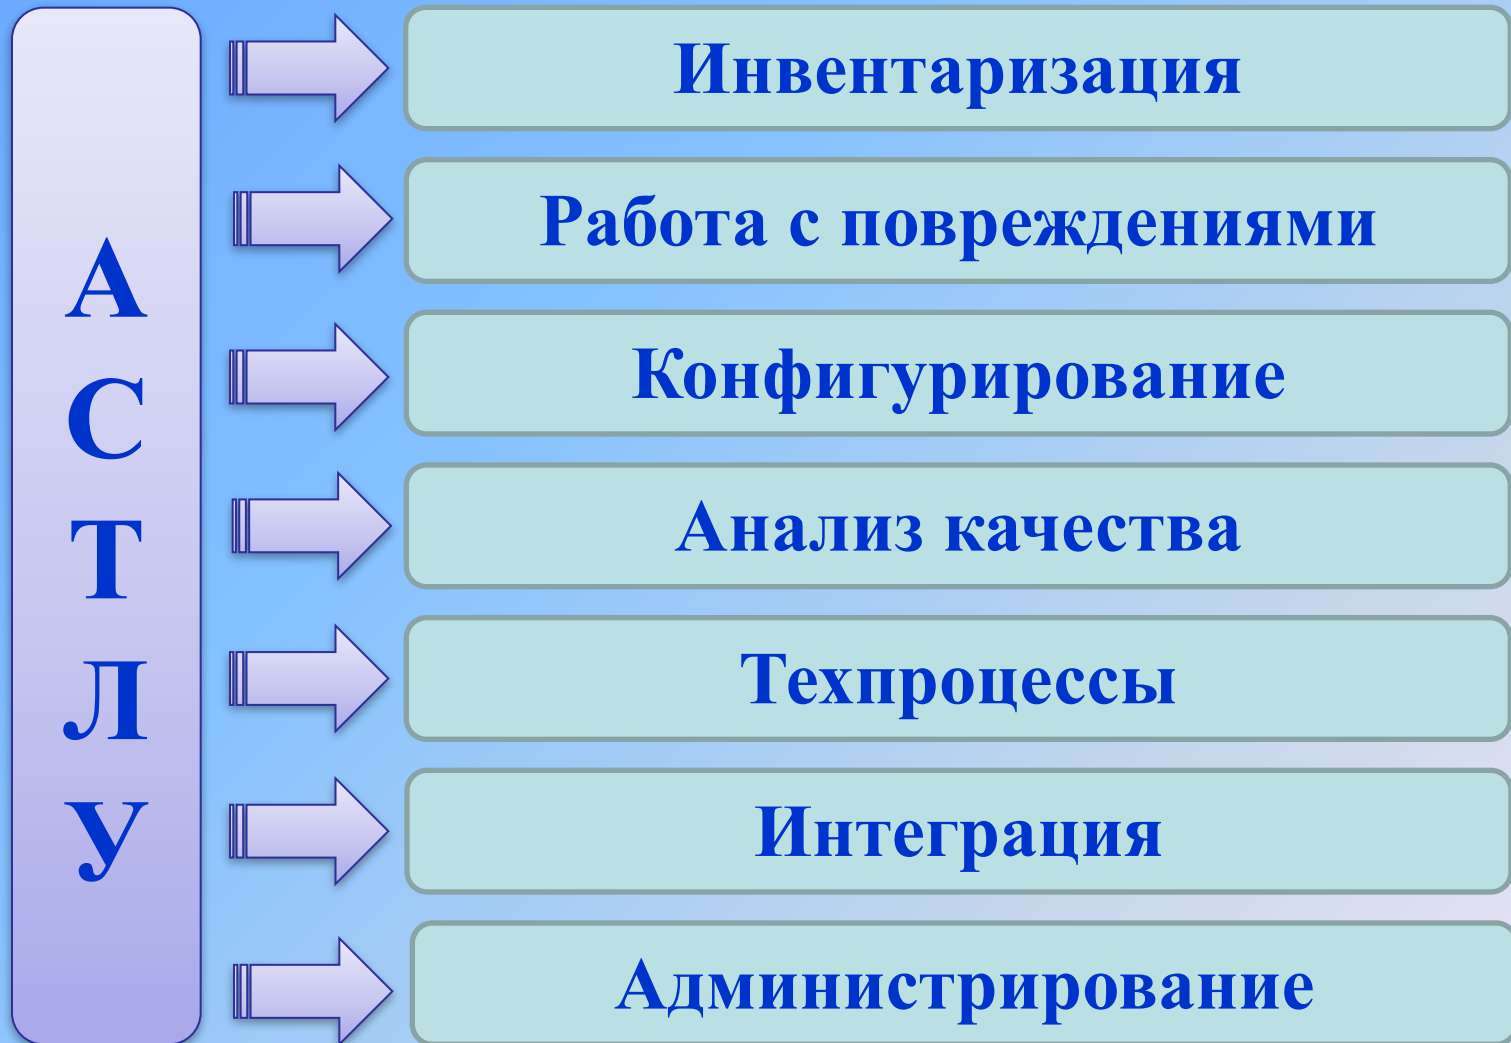 А
С
Т
Л
У
Инвентаризация
Работа с повреждениями
Конфигурирование
Анализ качества
Техпроцессы
Интеграция
Администрирование